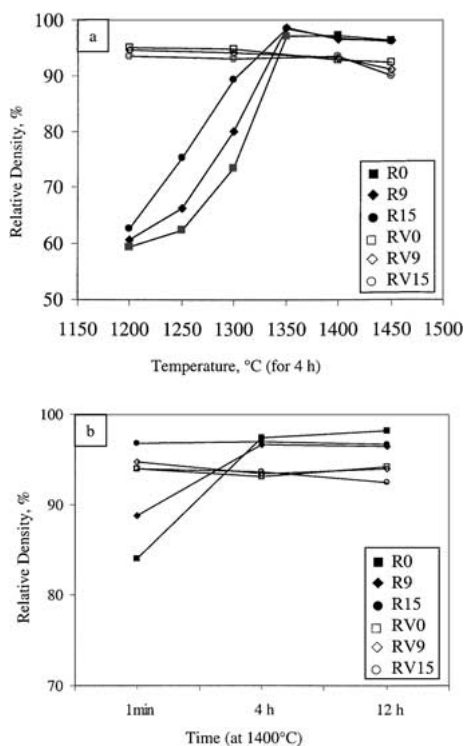 a
100
90
80
70
60
50
Relative Density, %
R0
R9
R15
RV0
RV9
RV15
1150 1200 1250 1300 1350 1400 1450 1500
Temperature, °C (for 4 h)
b
100
90
80
70
Relative Density, %
R0
R9
R15
RV0
RV9
RV15
1min 4 h 12 h
Time (at 1400°C)